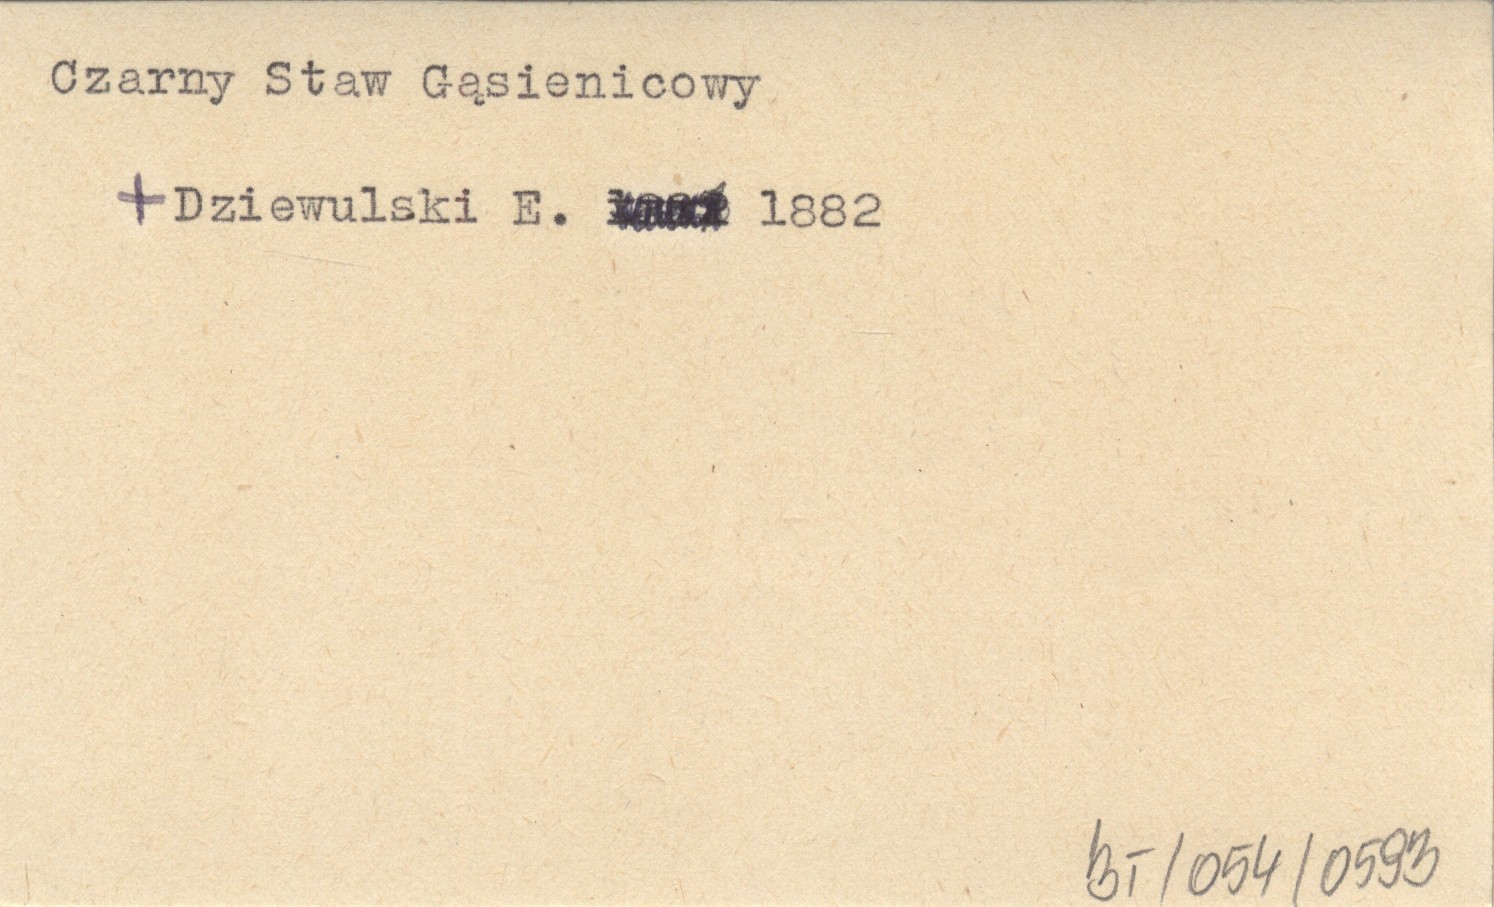 Czarny Staw Gąsienicowy
+ Dziewulski E. 1882
BT/054/0593